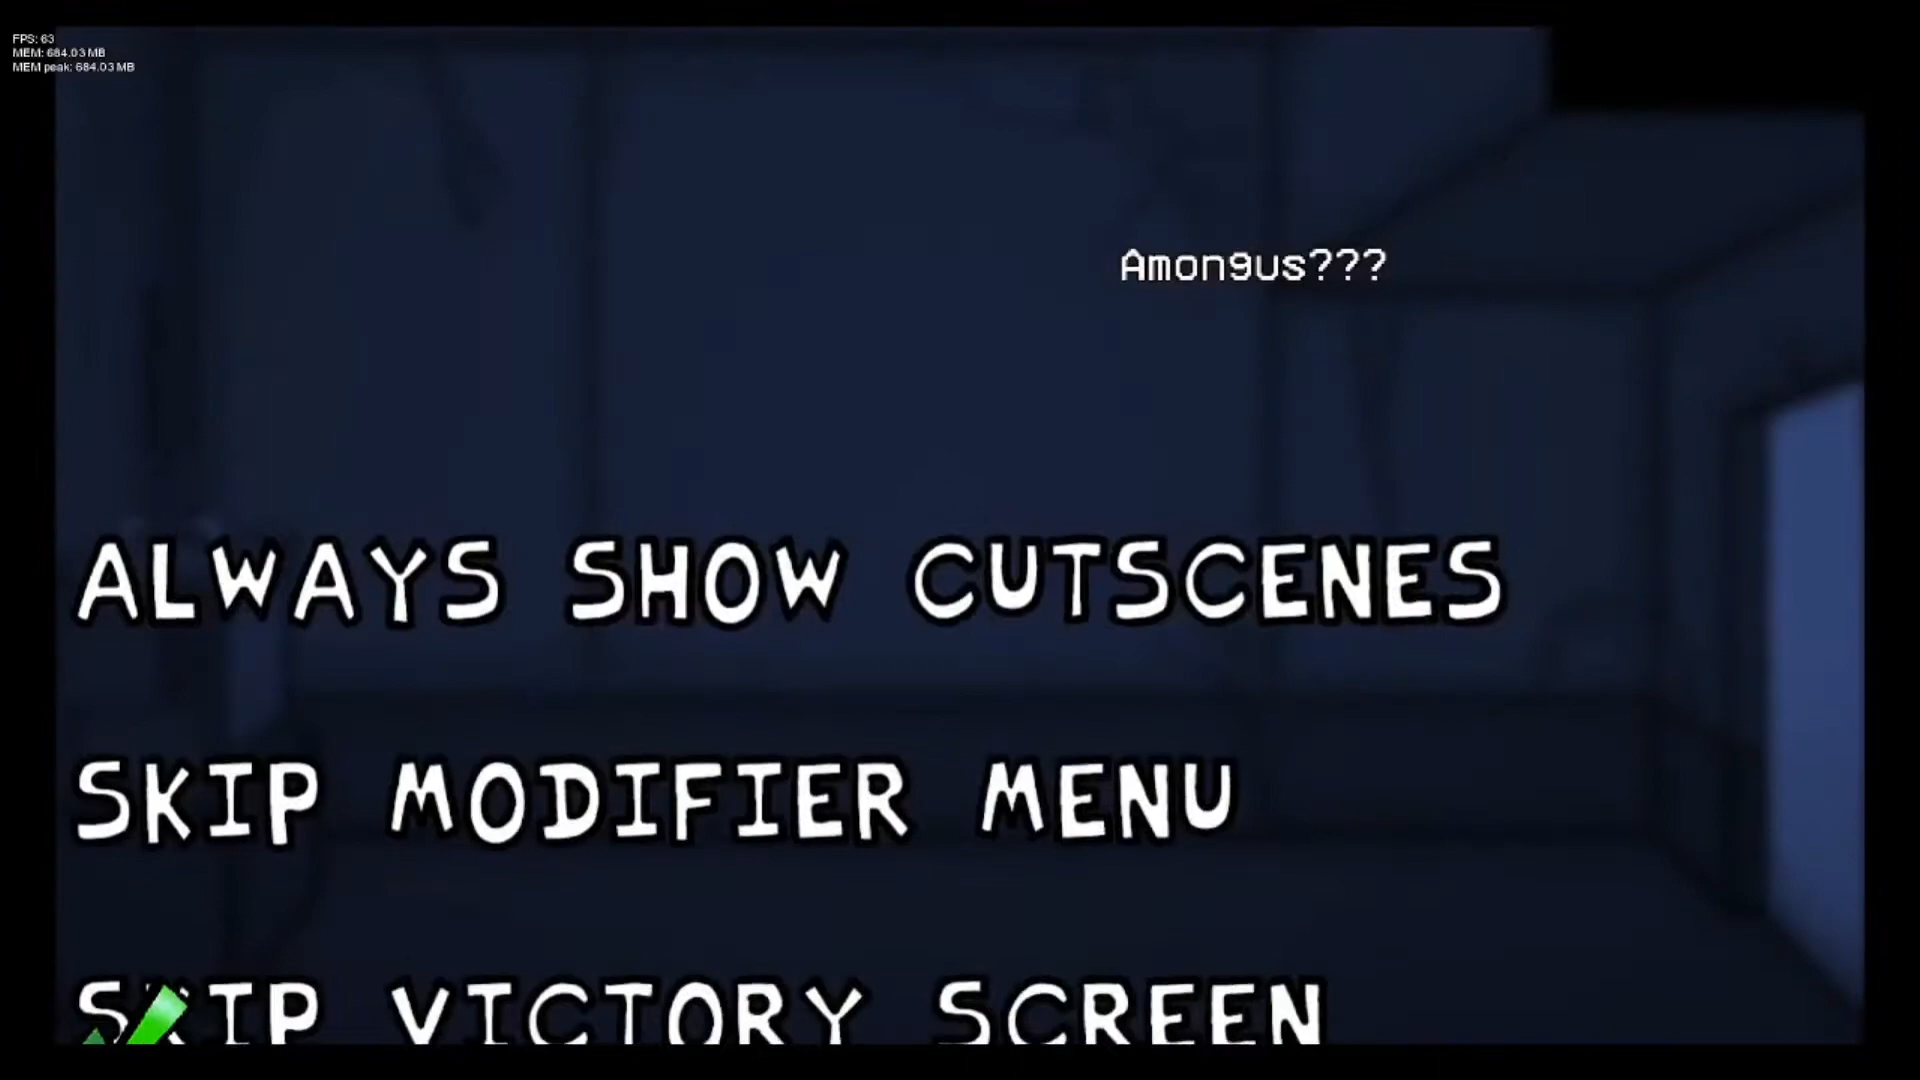 FPS: 63
MEM: 684.03 MB
MEM peak: 684.03 MB
Amongus???
ALWAYS SHOW CUTSCENES
SKIP MODIFIER MENU
SKIP VICTORY SCREEN